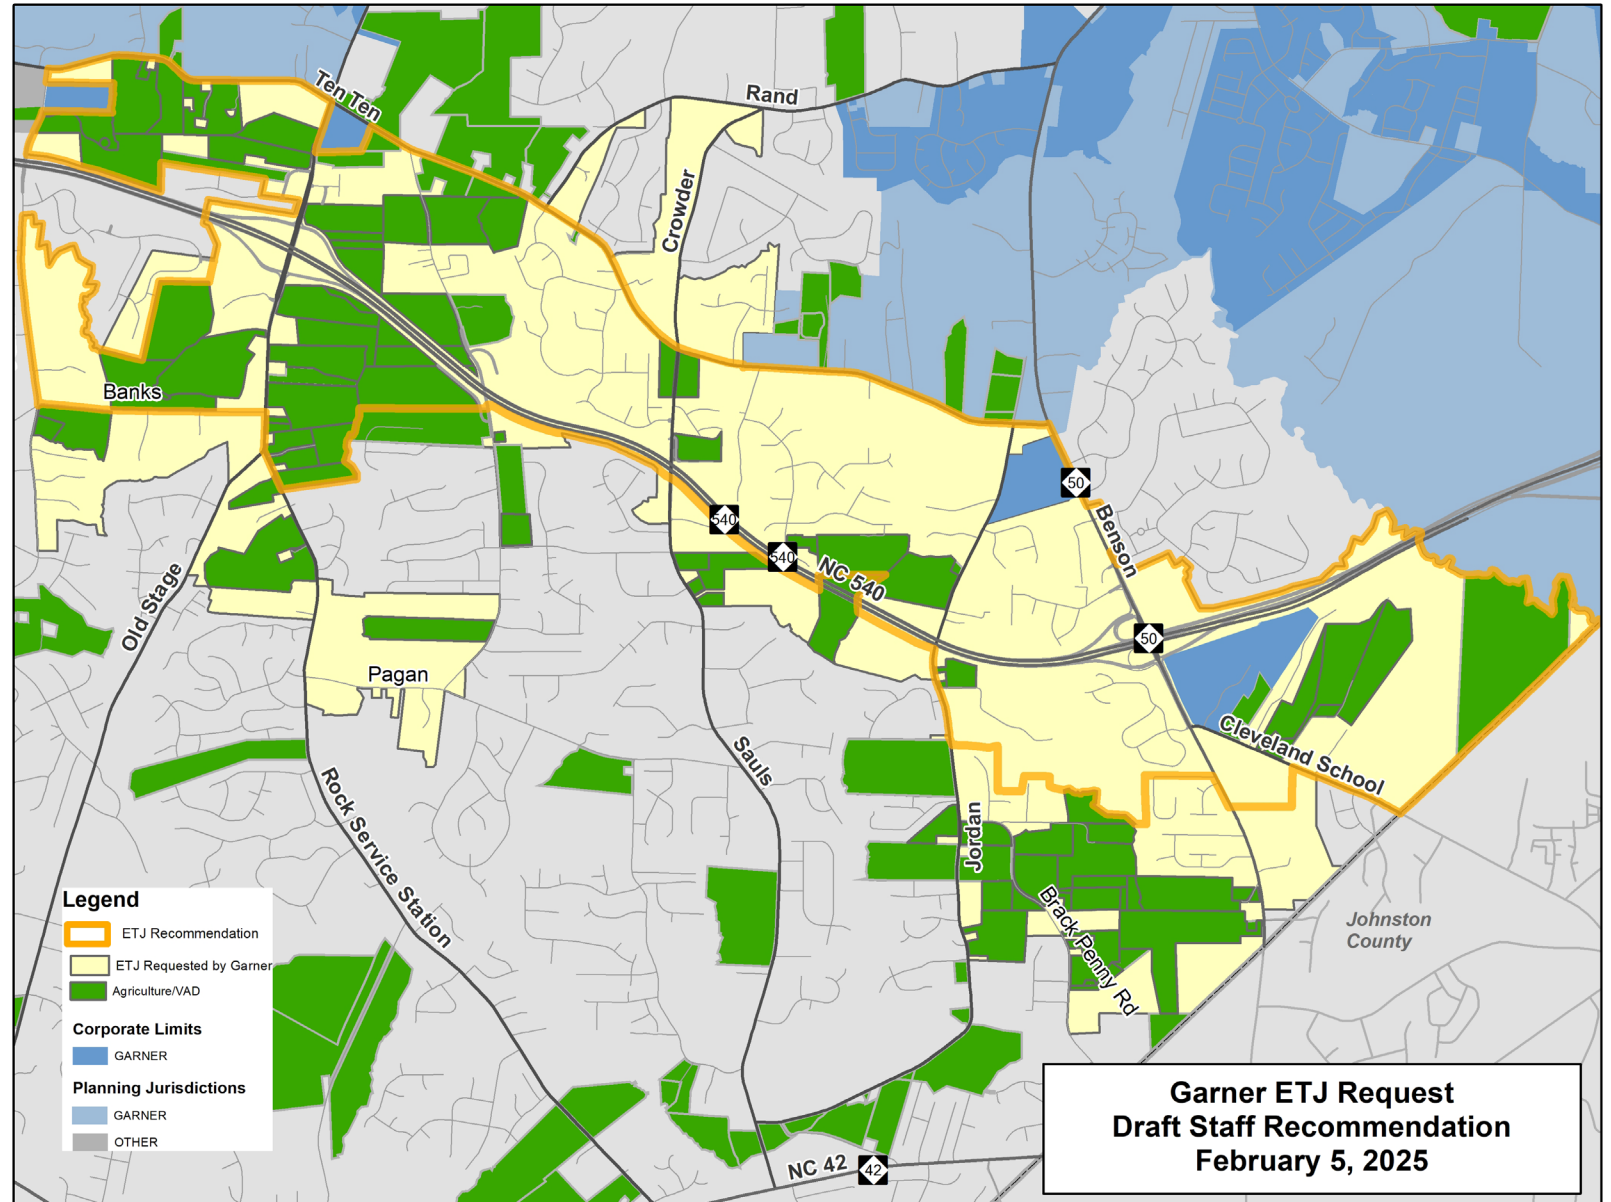 Ten Ten
Rand
Crowder
Banks
50
Benson
540
540
NC 540
Old Stage
50
Pagan
Cleveland School
Sauls
Rock Service Station
Jordan
Brack Penny Rd
Johnston
County
Legend
ETJ Recommendation
ETJ Requested by Garner
Agriculture/VAD
Corporate Limits
GARNER
Planning Jurisdictions
GARNER
OTHER
NC 42
42
Garner ETJ Request
Draft Staff Recommendation
February 5, 2025